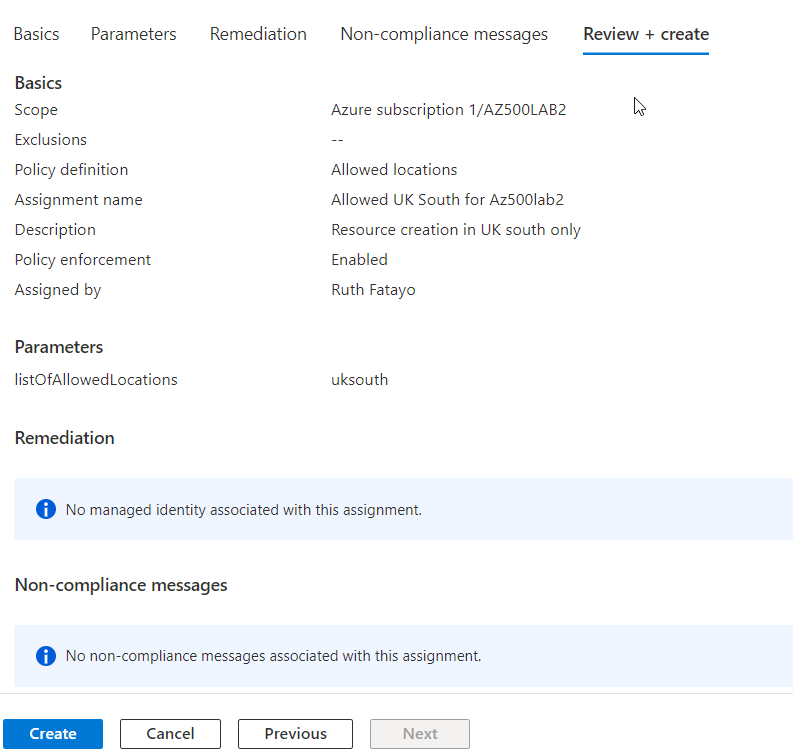 Basics Parameters Remediation Non-compliance messages Review + create
Basics
Scope Azure subscription 1/AZ500LAB2
Exclusions --
Policy definition Allowed locations
Assignment name Allowed UK South for Az500lab2
Description Resource creation in UK south only
Policy enforcement Enabled
Assigned by Ruth Fatayo
Parameters
listOfAllowedLocations uksouth
Remediation
No managed identity associated with this assignment.
Non-compliance messages
No non-compliance messages associated with this assignment.
Create Cancel Previous Next